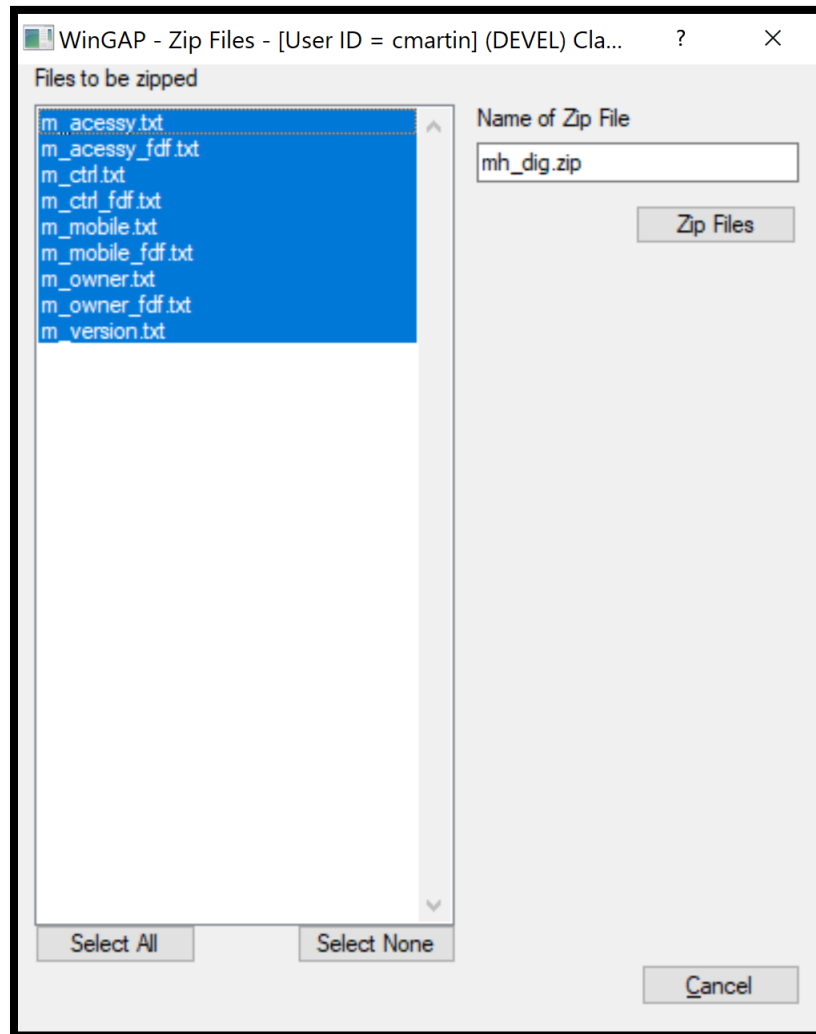 WinGAP - Zip Files - [User ID = cmartin] (DEVEL) Cla... ?
Files to be zipped
m_acessy.txt
m_acessy_fdf.txt
m_ctrl.txt
m_ctrl_fdf.txt
m_mobile.txt
m_mobile_fdf.txt
m_owner.txt
m_owner_fdf.txt
m_version.txt
Name of Zip File
mh_dig.zip
Zip Files
Select All
Select None
Cancel